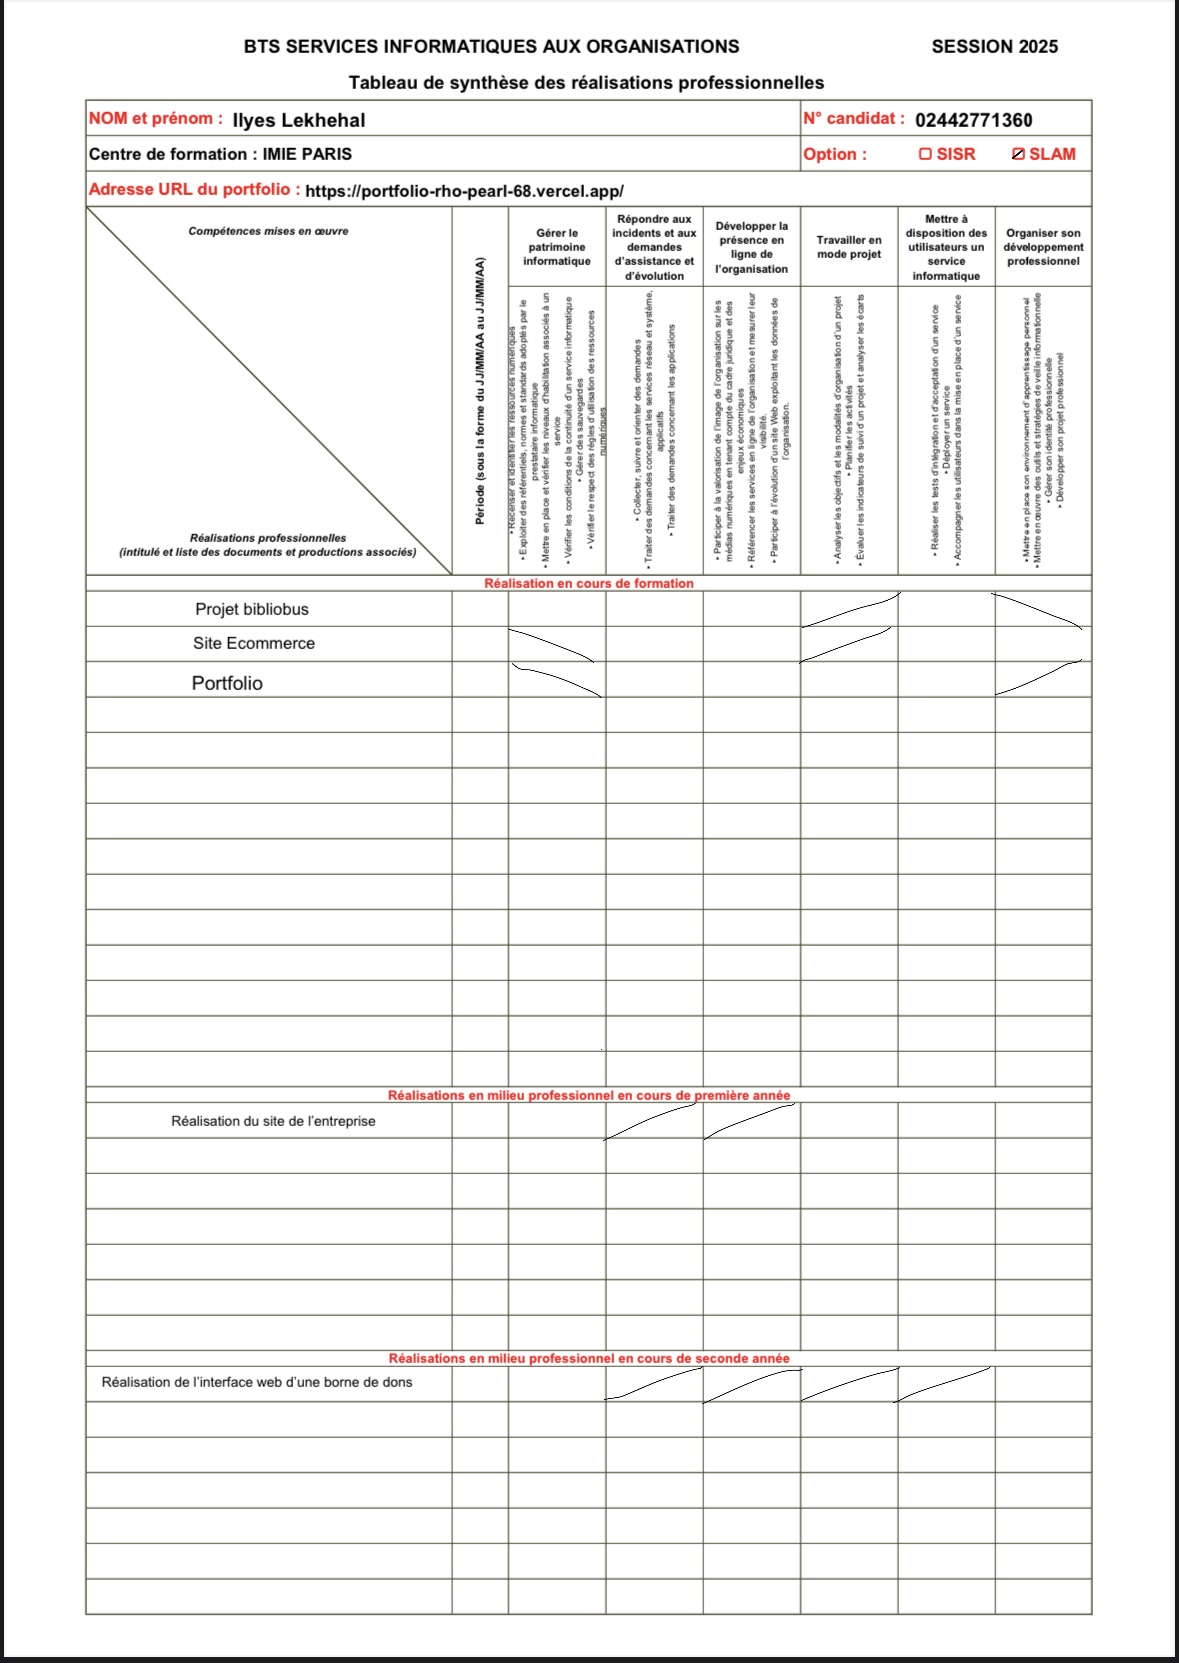 BTS SERVICES INFORMATIQUES AUX ORGANISATIONS SESSION 2025
Tableau de synthèse des réalisations professionnelles
NOM et prénom : Ilyes Lekhehal N° candidat : 02442771360
Centre de formation : IMIE PARIS Option : SISR SLAM
Adresse URL du portfolio : https://portfolio-rho-pearl-68.vercel.app/
Compétences mises en œuvre
Réalisations professionnelles
(intitulé et liste des documents et productions associés)
Période (sous la forme du JJ/MM/AA au JJ/MM/AA)
Gérer le
patrimoine
informatique
Répondre aux
incidents et aux
demandes
d'assistance et
d'évolution
Développer la
présence en
ligne de
l'organisation
Travailler en
mode projet
Mettre à
disposition des
utilisateurs un
service
informatique
Organiser son
développement
professionnel
• Recenser et identifier les ressources numériques
• Exploiter des référentiels, normes et standards adoptés par le
prestataire informatique
• Mettre en place et vérifier les niveaux d'habilitation associés à un
service
• Vérifier les conditions de la continuité d'un service informatique
• Gérer des sauvegardes
• Vérifier le respect des règles d'utilisation des ressources
numériques
• Collecter, suivre et orienter des demandes
• Traiter des demandes concernant les services réseau et système,
applicatifs
• Traiter des demandes concernant les applications
• Participer à la valorisation de l'image de l'organisation sur les
médias numériques en tenant compte du cadre juridique et des
enjeux économiques
• Référencer les services en ligne de l'organisation et mesurer leur
visibilité.
• Participer à l'évolution d'un site Web exploitant les données de
l'organisation.
• Analyser les objectifs et les modalités d'organisation d'un projet
• Planifier les activités
• Évaluer les indicateurs de suivi d'un projet et analyser les écarts
• Réaliser les tests d'intégration et d'acceptation d'un service
• Déployer un service
• Accompagner les utilisateurs dans la mise en place d'un service
• Mettre en place son environnement d'apprentissage personnel
• Mettre en œuvre des outils et stratégies de veille informationnelle
• Gérer son identité professionnelle
• Développer son projet professionnel
Réalisation en cours de formation
Projet bibliobus
Site Ecommerce
Portfolio
Réalisations en milieu professionnel en cours de première année
Réalisation du site de l'entreprise
Réalisations en milieu professionnel en cours de seconde année
Réalisation de l'interface web d'une borne de dons